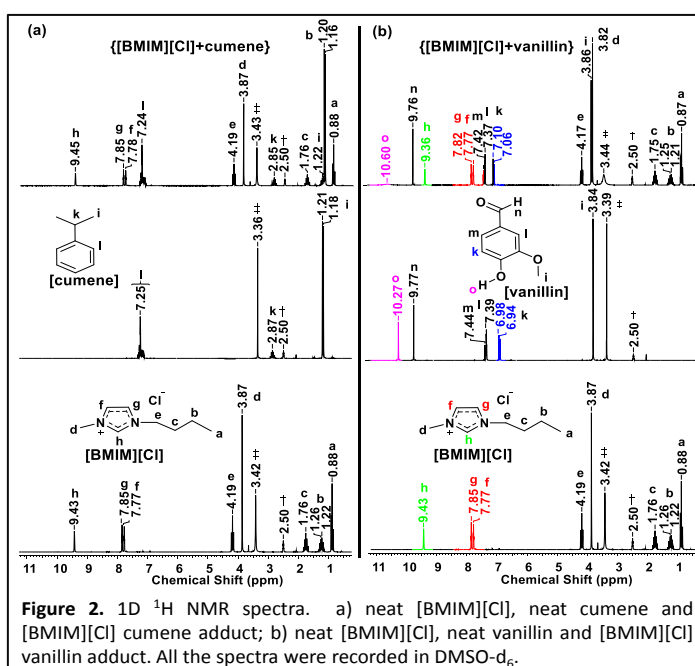 (a)
{[BMIM][Cl]+cumene}
h
9.45
g f
7.85
7.78
l
7.24
e
4.19
d
3.87
‡
3.43
k
2.85
†
2.50
c
1.76
i
1.22
b
1.20
1.16
a
0.88
k
i
l
[cumene]
l
7.25
‡
3.36
k
2.87
†
2.50
1.21
1.18
i
Cl⁻
f
g
d
N
+
N
h
e
c
b
a
[BMIM][Cl]
h
9.43
g
f
7.85
7.77
e
4.19
3.87
d
‡
3.42
†
2.50
c
1.76
b
1.26
1.22
a
0.88
11 10 9 8 7 6 5 4 3 2 1
Chemical Shift (ppm)
(b)
{[BMIM][Cl]+vanillin}
o
10.60
n
9.76
h
9.36
g f
7.82
7.77
m
7.42
l
7.37
k
7.10
7.06
e
4.17
i
3.86
3.82
d
‡
3.44
†
2.50
c
1.75
b
1.25
1.21
a
0.87
O
H
n
m
l
k
O
i
H
O
o
[vanillin]
o
10.27
n
9.77
m
7.44
l
7.39
6.98
6.94
k
i
3.84
3.39
‡
†
2.50
Cl⁻
f
g
d
N
+
N
h
e
c
b
a
[BMIM][Cl]
h
9.43
g
f
7.85
7.77
e
4.19
3.87
d
‡
3.42
†
2.50
c
1.76
b
1.26
1.22
a
0.88
11 10 9 8 7 6 5 4 3 2 1
Chemical Shift (ppm)
Figure 2. 1D ¹H NMR spectra. a) neat [BMIM][Cl], neat cumene and
[BMIM][Cl] cumene adduct; b) neat [BMIM][Cl], neat vanillin and [BMIM][Cl]
vanillin adduct. All the spectra were recorded in DMSO-d₆.